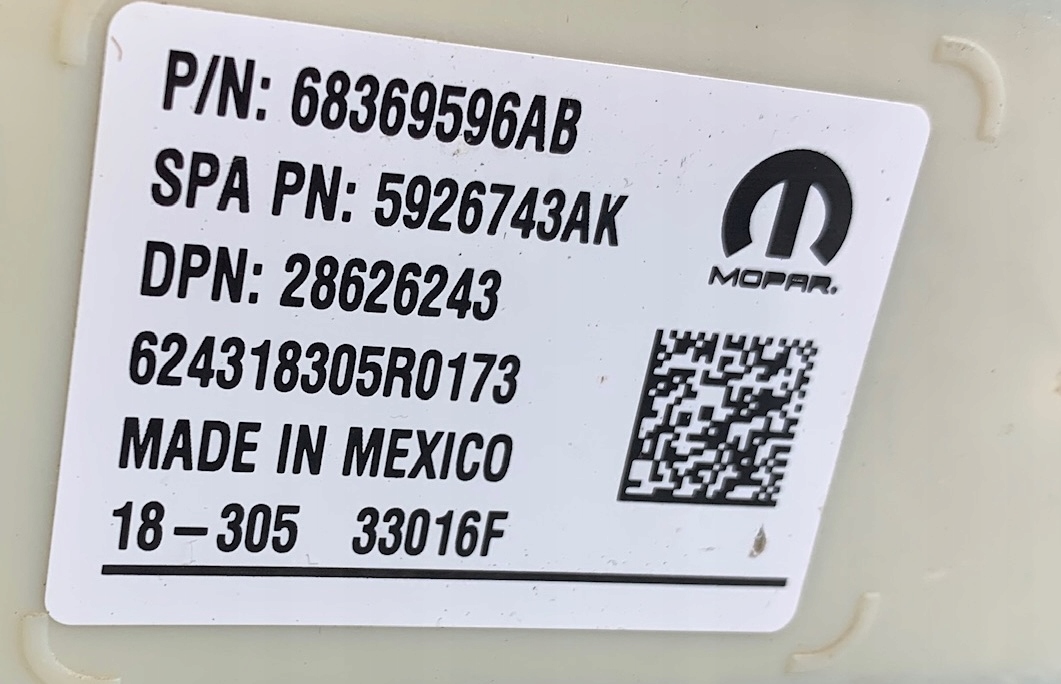 P/N: 68369596AB
SPA PN: 5926743AK
DPN: 28626243
624318305R0173
MADE IN MEXICO
18-305 33016F
MOPAR.